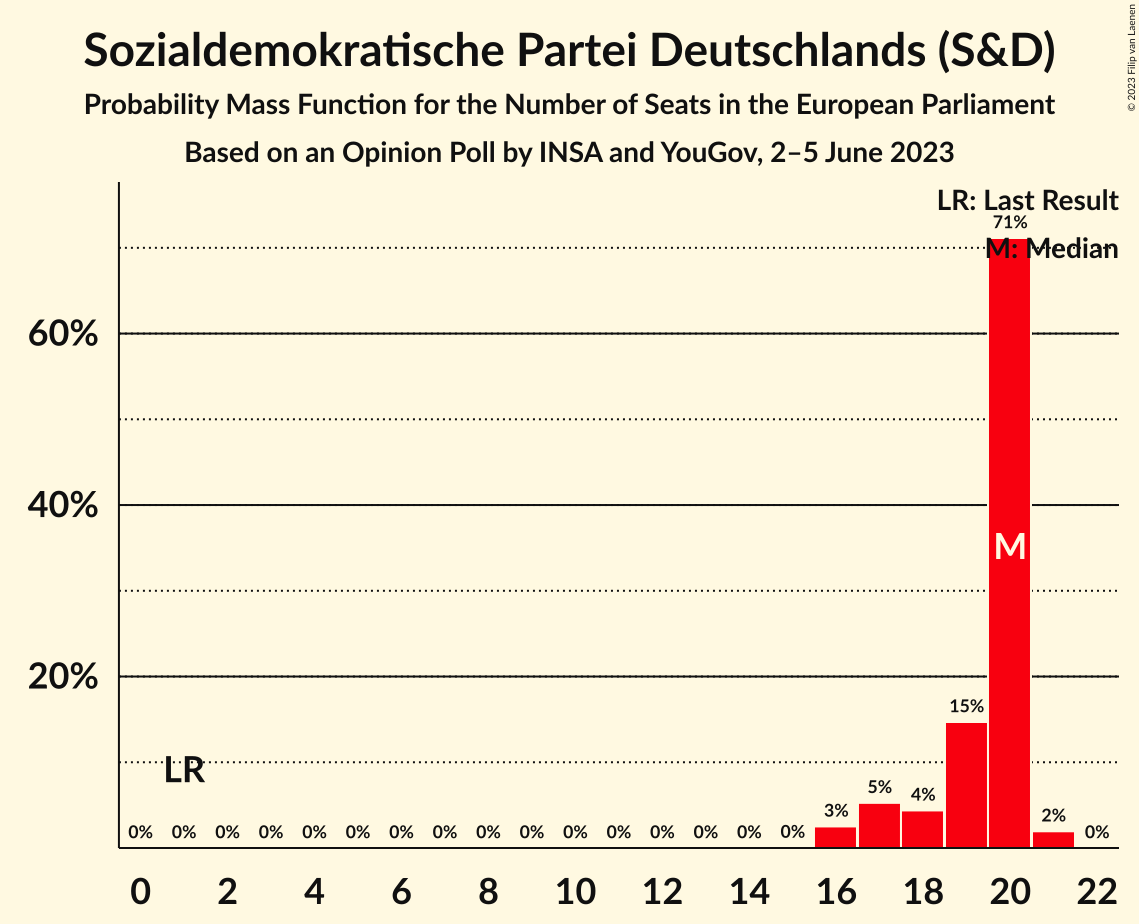 Sozialdemokratische Partei Deutschlands (S&D)
Probability Mass Function for the Number of Seats in the European Parliament
Based on an Opinion Poll by INSA and YouGov, 2–5 June 2023
© 2023 Filip van Laenen
LR: Last Result
M: Median
71%
60%
40%
M
20%
15%
LR
5%
4%
3%
2%
0% 0% 0% 0% 0% 0% 0% 0% 0% 0% 0% 0% 0% 0% 0% 0% 0%
0 2 4 6 8 10 12 14 16 18 20 22